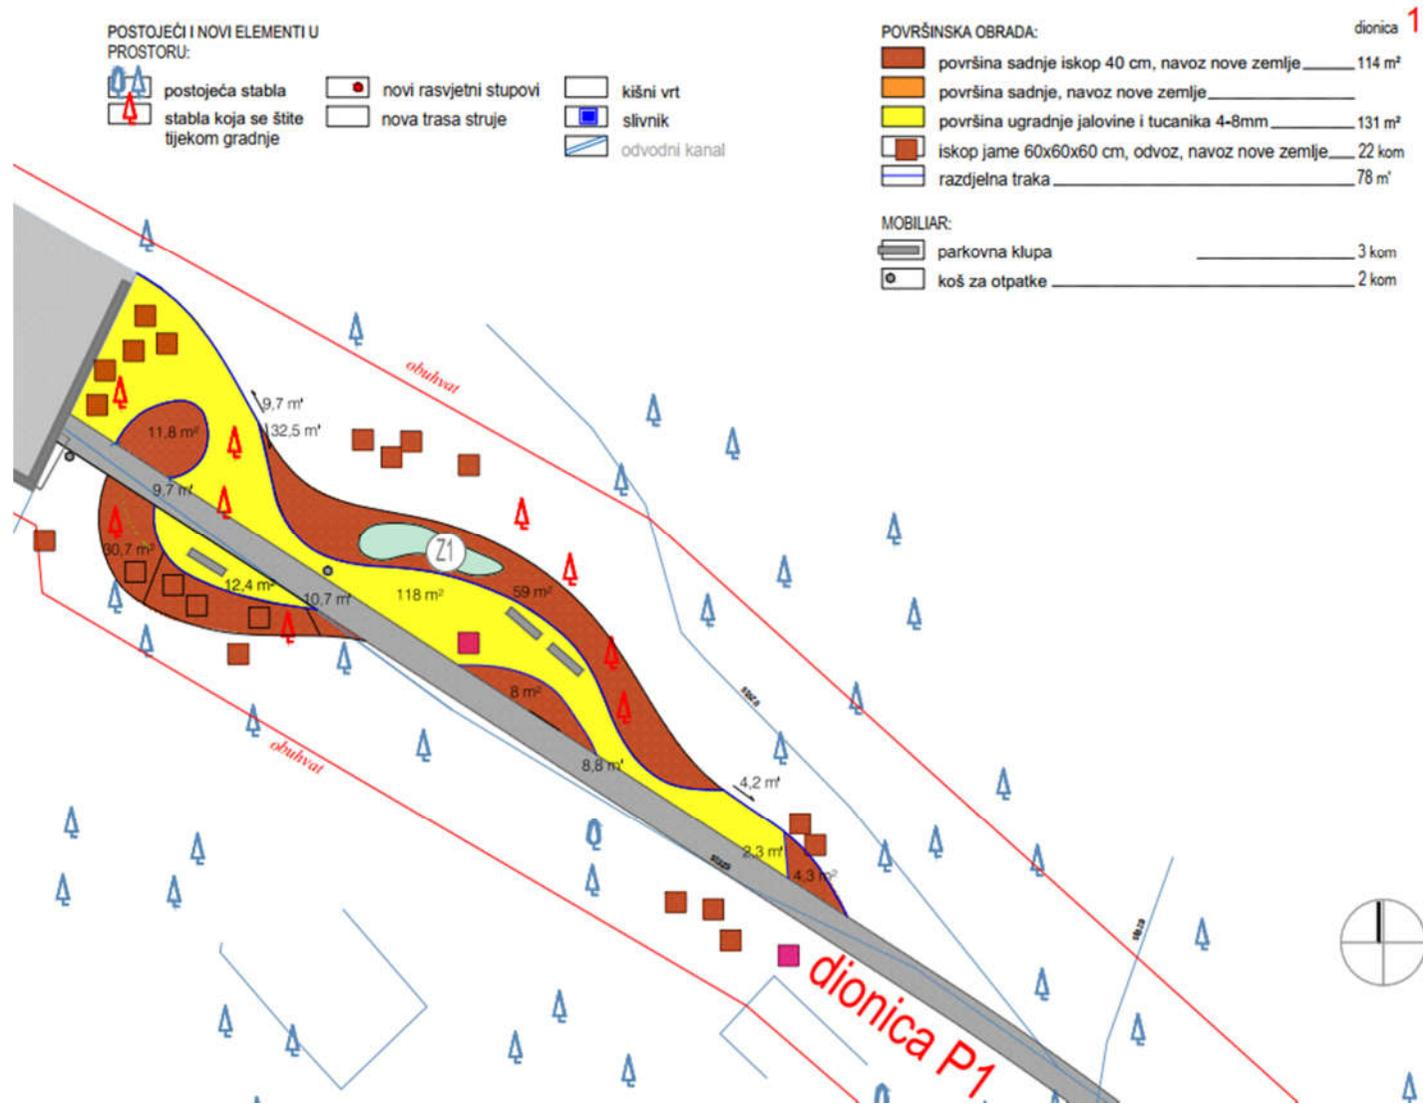 POSTOJEĆI I NOVI ELEMENTI U
PROSTORU:
postojeća stabla
stabla koja se štite
tijekom gradnje
novi rasvjetni stupovi
nova trasa struje
kišni vrt
slivnik
odvodni kanal
POVRŠINSKA OBRADA:
dionica 1
površina sadnje iskop 40 cm, navoz nove zemlje 114 m²
površina sadnje, navoz nove zemlje
površina ugradnje jalovine i tucanika 4-8mm 131 m²
iskop jame 60x60x60 cm, odvoz, navoz nove zemlje 22 kom
razdjelna traka 78 m'
MOBILIAR:
parkovna klupa 3 kom
koš za otpatke 2 kom
obuhvat
9,7 m'
32,5 m'
11,8 m²
9,7 m'
Z1
30,7 m²
12,4 m²
10,7 m'
118 m²
59 m²
8 m²
staza
obuhvat
8,8 m'
4,2 m'
2,3 m'
staza
4,3 m²
staza
dionica P1